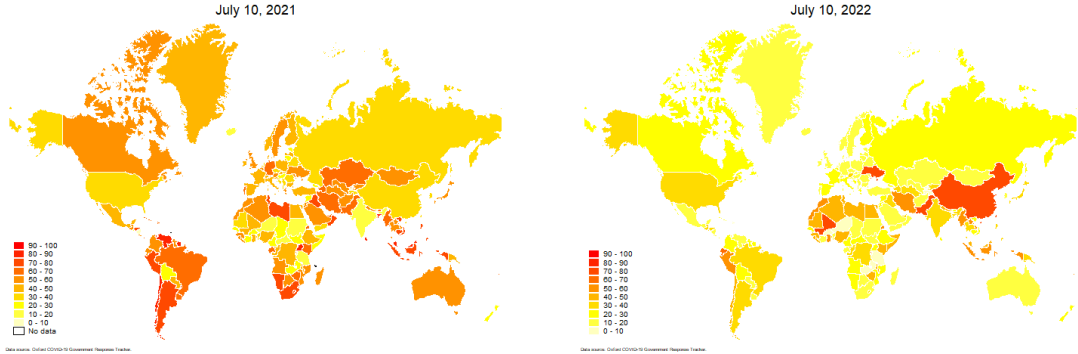 July 10, 2021
90 - 100
80 - 90
70 - 80
60 - 70
50 - 60
40 - 50
30 - 40
20 - 30
10 - 20
0 - 10
No data
Data source: Oxford COVID-19 Government Response Tracker.
July 10, 2022
90 - 100
80 - 90
70 - 80
60 - 70
50 - 60
40 - 50
30 - 40
20 - 30
10 - 20
0 - 10
Data source: Oxford COVID-19 Government Response Tracker.